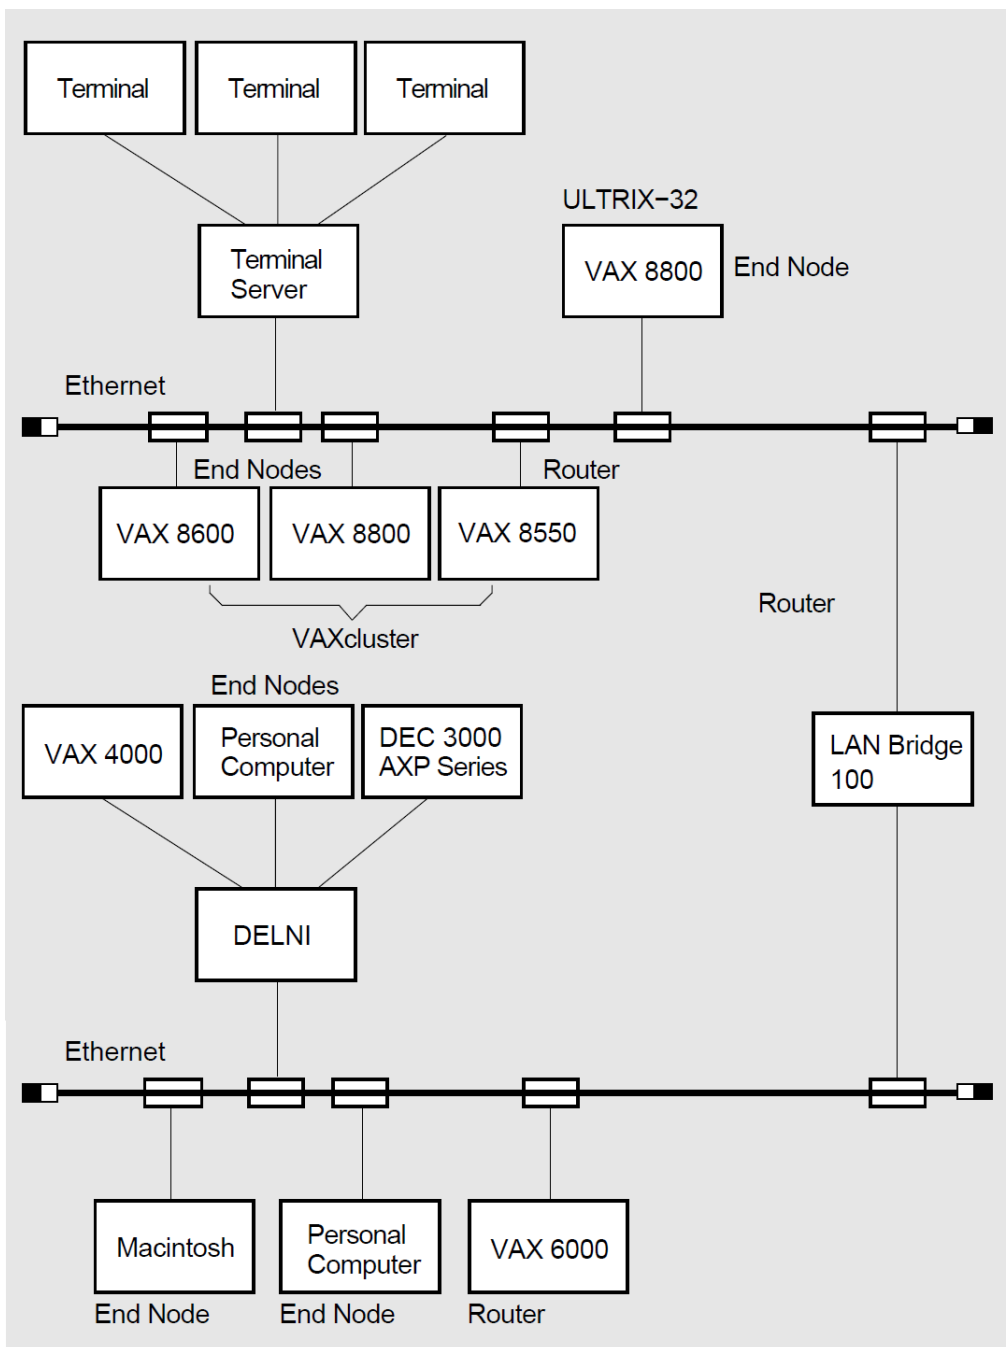 Terminal
Terminal
Terminal
ULTRIX−32
Terminal
Server
VAX 8800
End Node
Ethernet
End Nodes
Router
VAX 8600
VAX 8800
VAX 8550
VAXcluster
Router
End Nodes
VAX 4000
Personal
Computer
DEC 3000
AXP Series
LAN Bridge
100
DELNI
Ethernet
Macintosh
Personal
Computer
VAX 6000
End Node
End Node
Router